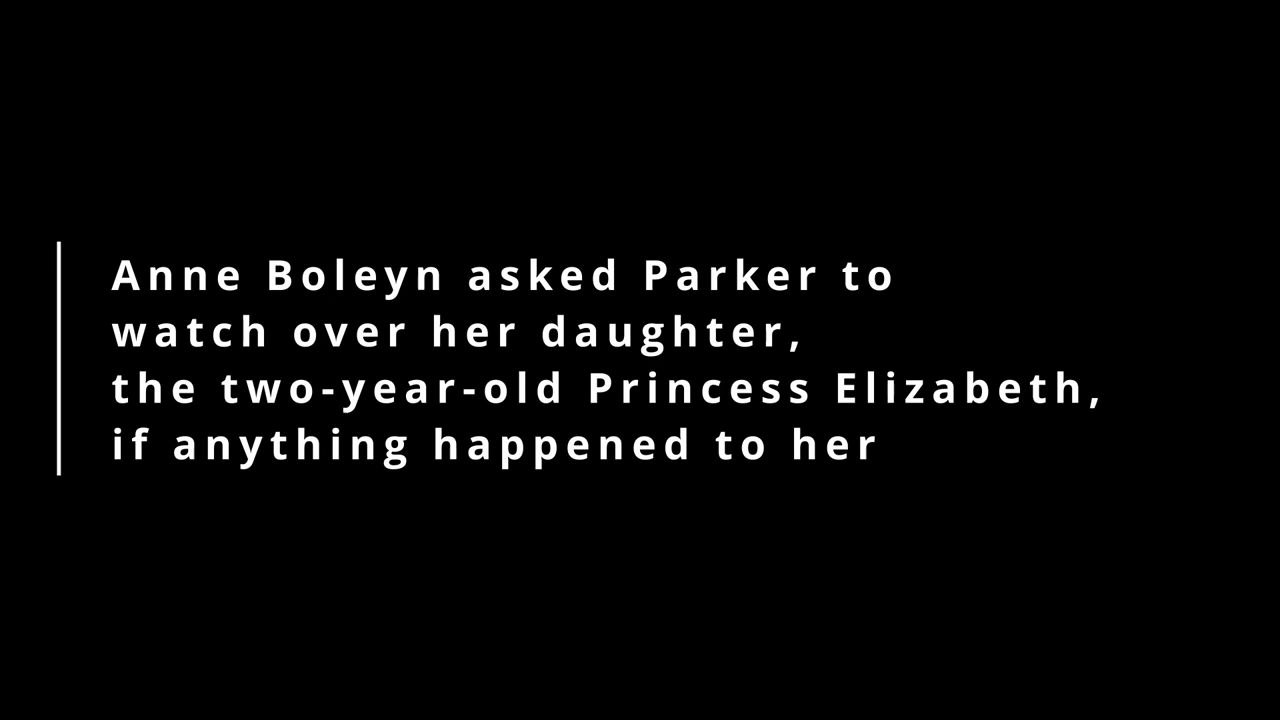 Anne Boleyn asked Parker to
watch over her daughter,
the two-year-old Princess Elizabeth,
if anything happened to her